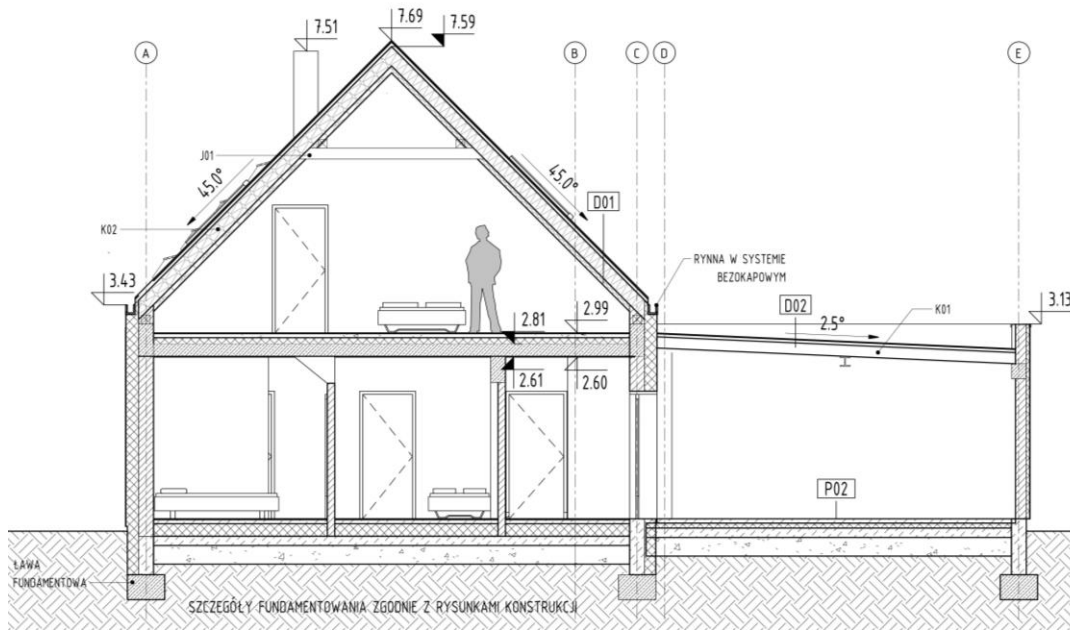 7.51
7.69
7.59
A
B
C
D
E
J01
45.0°
45.0°
D01
K02
3.43
RYNNA W SYSTEMIE
BEZOKAPOWYM
D02
K01
3.13
2.5°
2.81
2.99
2.61
2.60
P02
ŁAWA
FUNDAMENTOWA
SZCZEGÓŁY FUNDAMENTOWANIA ZGODNIE Z RYSUNKAMI KONSTRUKCJI